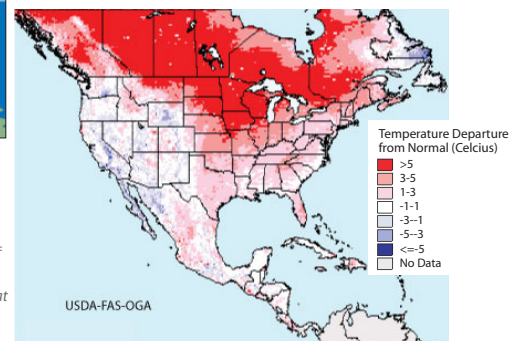 Temperature Departure
from Normal (Celcius)
>5
3-5
1-3
-1-1
-3--1
-5--3
<=-5
No Data
USDA-FAS-OGA